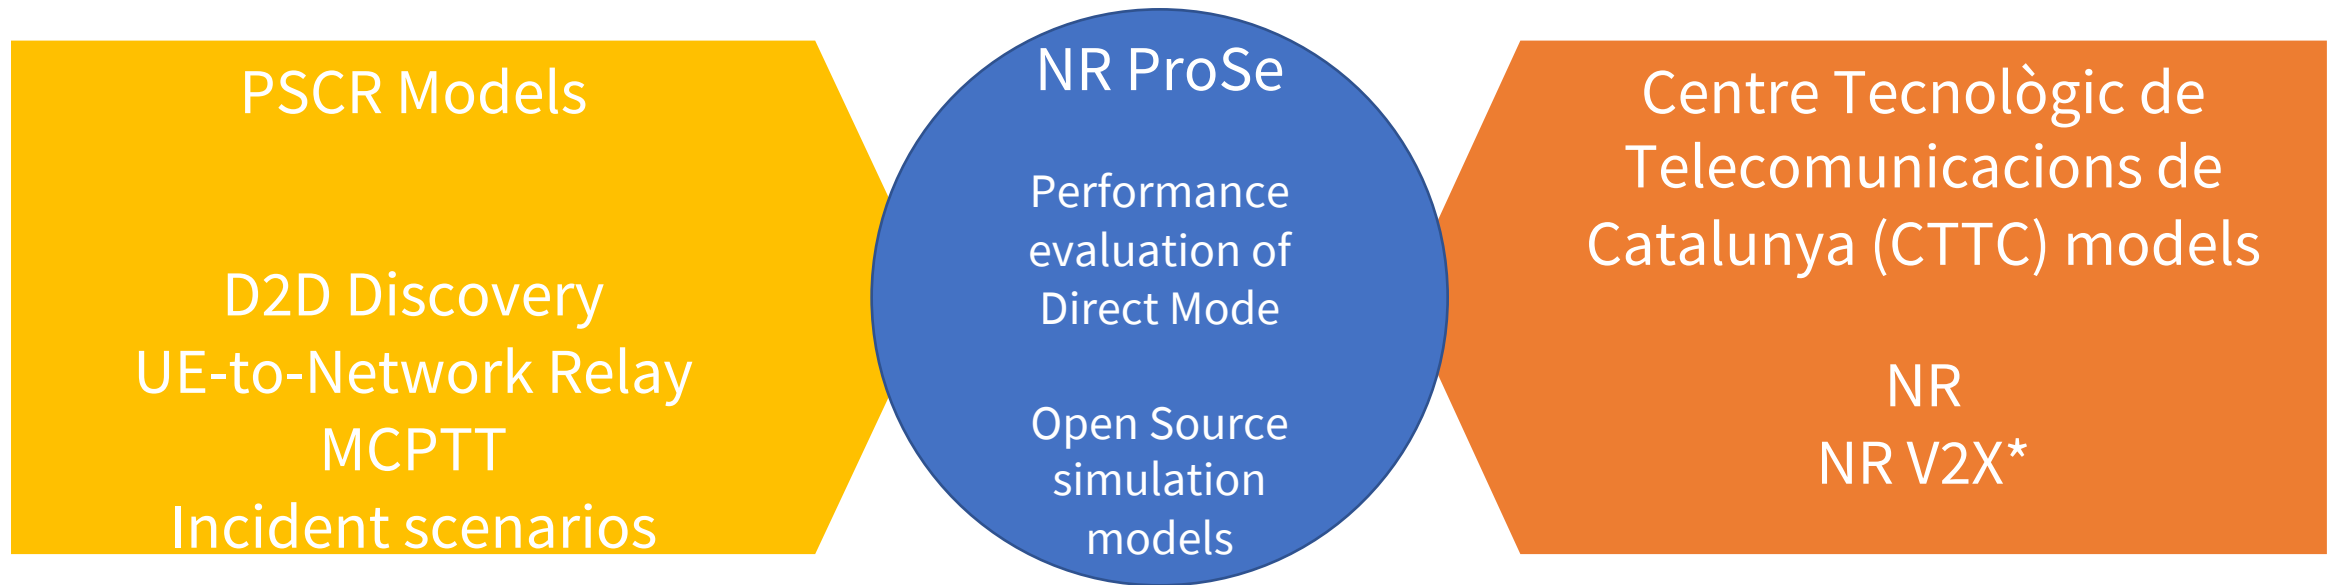 PSCR Models
D2D Discovery
UE-to-Network Relay
MCPTT
Incident scenarios
NR ProSe
Performance
evaluation of
Direct Mode
Open Source
simulation
models
Centre Tecnològic de
Telecomunicacions de
Catalunya (CTTC) models
NR
NR V2X*